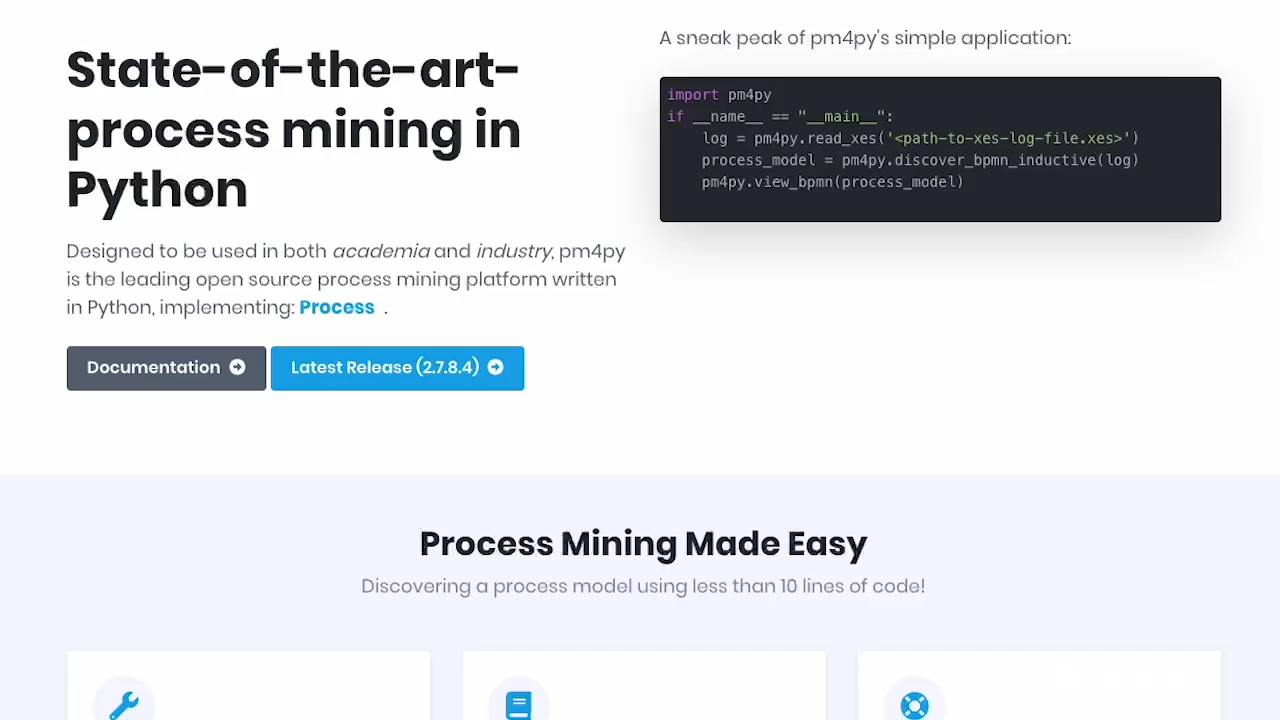 State-of-the-art-
process mining in
Python
Designed to be used in both academia and industry, pm4py
is the leading open source process mining platform written
in Python, implementing: Process .
Documentation
Latest Release (2.7.8.4)
A sneak peak of pm4py's simple application:
import pm4py
if __name__ == "__main__":
    log = pm4py.read_xes('<path-to-xes-log-file.xes>')
    process_model = pm4py.discover_bpmn_inductive(log)
    pm4py.view_bpmn(process_model)
Process Mining Made Easy
Discovering a process model using less than 10 lines of code!